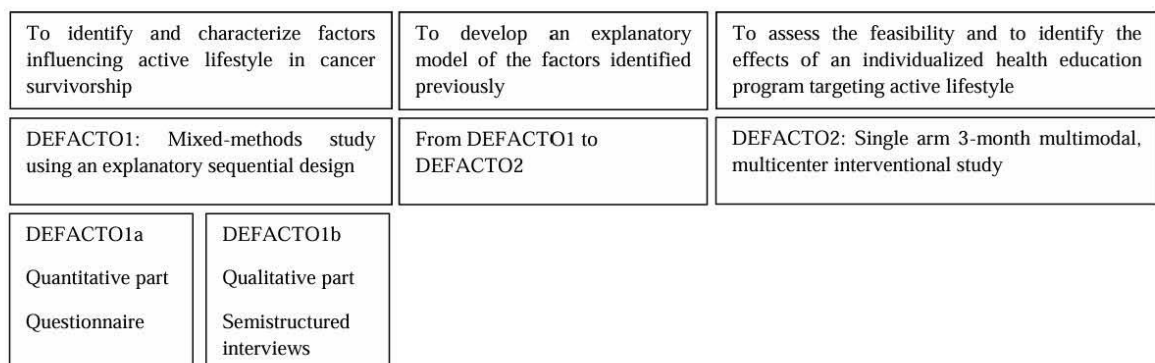 To identify and characterize factors
influencing active lifestyle in cancer
survivorship
To develop an explanatory
model of the factors identified
previously
To assess the feasibility and to identify the
effects of an individualized health education
program targeting active lifestyle
DEFACTO1: Mixed-methods study
using an explanatory sequential design
From DEFACTO1 to
DEFACTO2
DEFACTO2: Single arm 3-month multimodal,
multicenter interventional study
DEFACTO1a
Quantitative part
Questionnaire
DEFACTO1b
Qualitative part
Semistructured
interviews